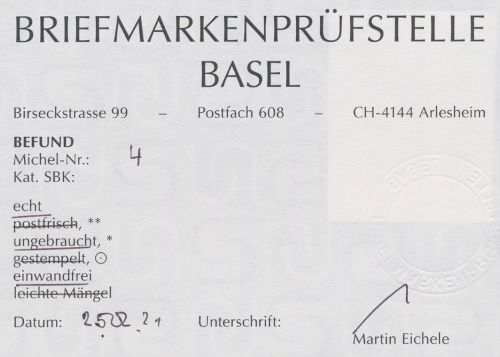 BRIEFMARKENPRÜFSTELLE
BASEL
Birseckstrasse 99 – Postfach 608 – CH-4144 Arlesheim
BEFUND
Michel-Nr.: 4
Kat. SBK:
echt
postfrisch, **
ungebraucht, *
gestempelt, ⊙
einwandfrei
leichte Mängel
Datum: 25.02.21 Unterschrift:
Martin Eichele